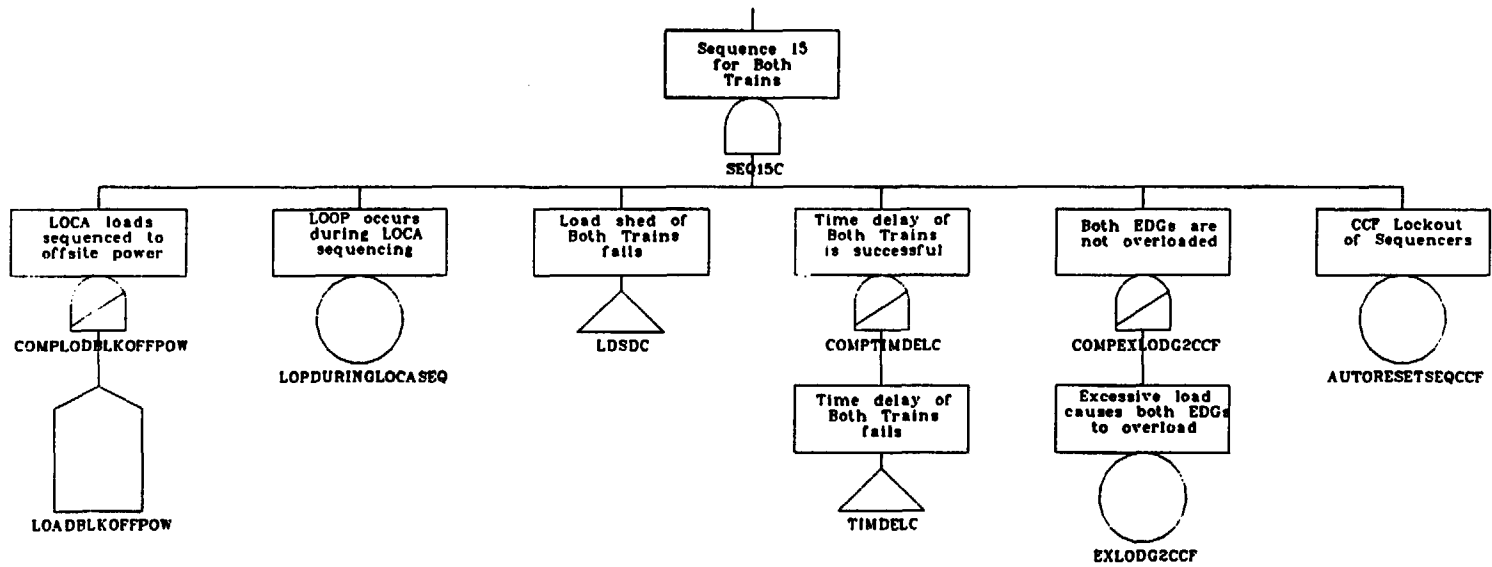 Sequence 15
for Both
Trains
SEQ15C
LOCA loads
sequenced to
offsite power
COMPLODBLKOFFPOW
LOADBLKOFFPOW
LOOP occurs
during LOCA
sequencing
LOPDURINGLOCASEQ
Load shed of
Both Trains
fails
LDSDC
Time delay of
Both Trains
is successful
COMPTIMDELC
Time delay of
Both Trains
fails
TIMDELC
Both EDGs are
not overloaded
COMPEXLODG2CCF
Excessive load
causes both EDGs
to overload
EXLODG2CCF
CCF Lockout
of Sequencers
AUTORESETSEQCCF